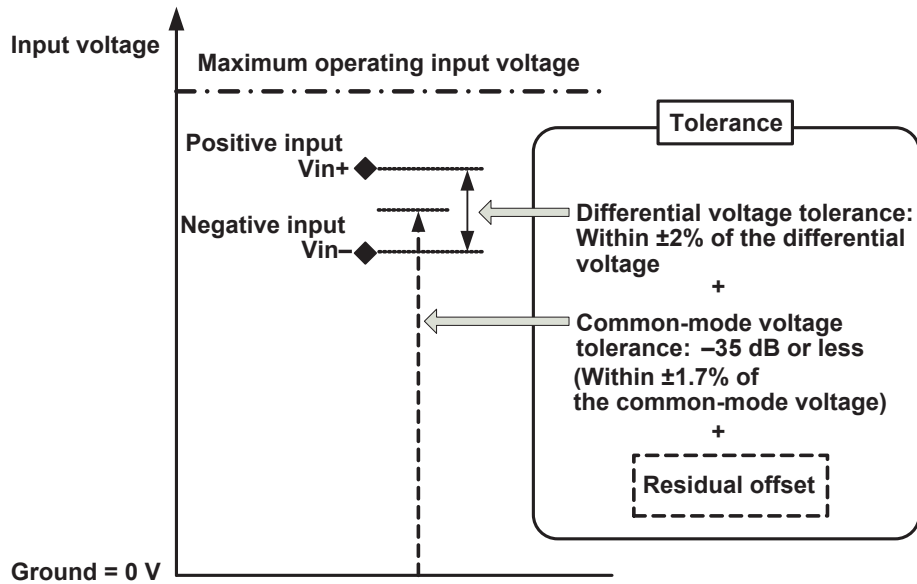 Input voltage
Maximum operating input voltage
Positive input
Vin+
Negative input
Vin–
Tolerance
Differential voltage tolerance:
Within ±2% of the differential
voltage
+
Common-mode voltage
tolerance: –35 dB or less
(Within ±1.7% of
the common-mode voltage)
+
Residual offset
Ground = 0 V